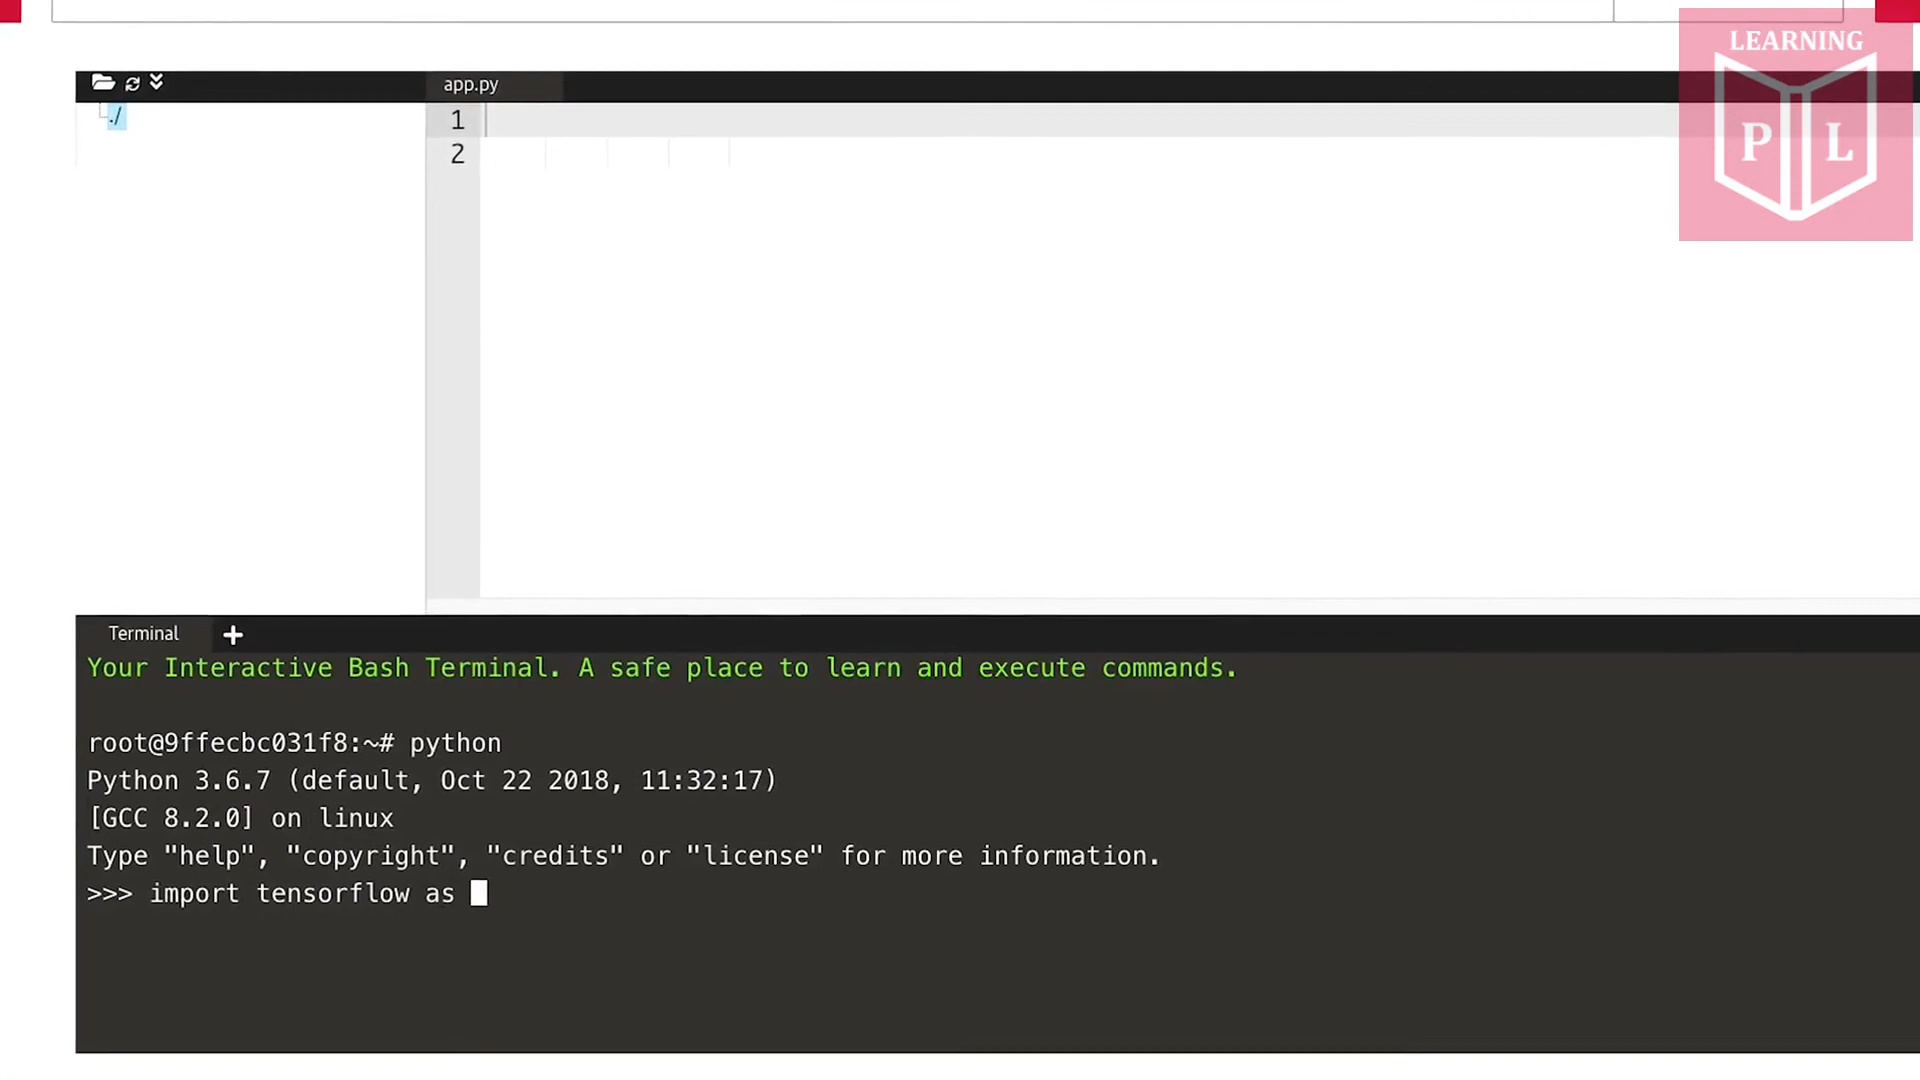 LEARNING
P L
app.py
./
1
2
Terminal +
Your Interactive Bash Terminal. A safe place to learn and execute commands.
root@9ffecbc031f8:~# python
Python 3.6.7 (default, Oct 22 2018, 11:32:17)
[GCC 8.2.0] on linux
Type "help", "copyright", "credits" or "license" for more information.
>>> import tensorflow as